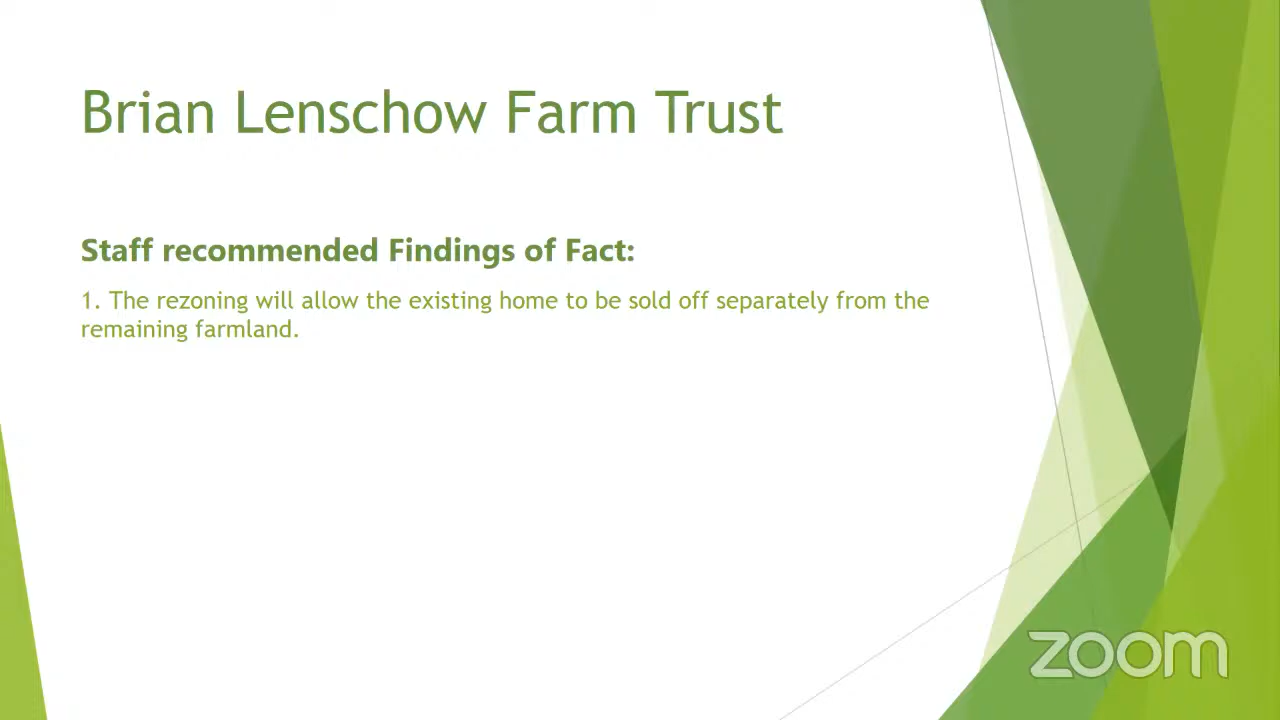 Brian Lenschow Farm Trust
Staff recommended Findings of Fact:
1. The rezoning will allow the existing home to be sold off separately from the
remaining farmland.
zoom